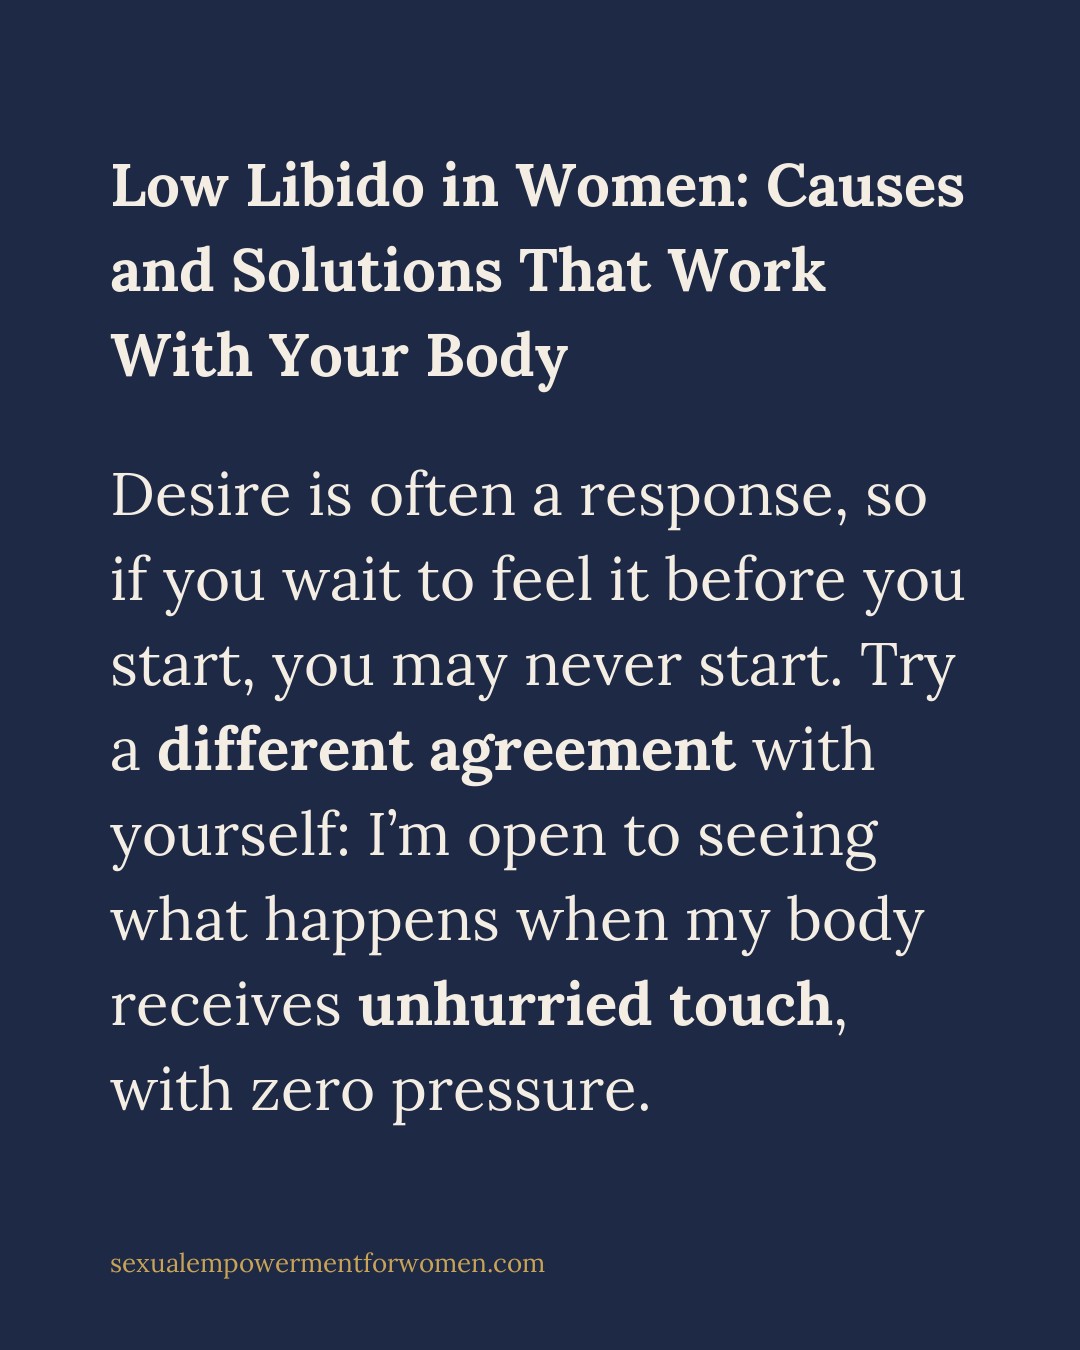 Low Libido in Women: Causes
and Solutions That Work
With Your Body
Desire is often a response, so
if you wait to feel it before you
start, you may never start. Try
a different agreement with
yourself: I’m open to seeing
what happens when my body
receives unhurried touch,
with zero pressure.
sexualempowermentforwomen.com